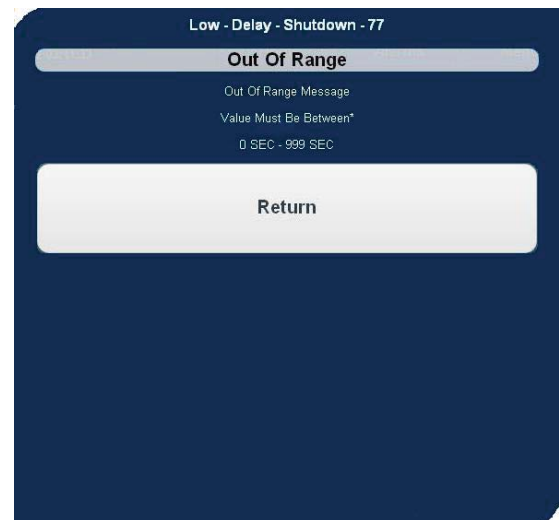 Low - Delay - Shutdown - 77
Out Of Range
Out Of Range Message
Value Must Be Between*
0 SEC - 999 SEC
Return